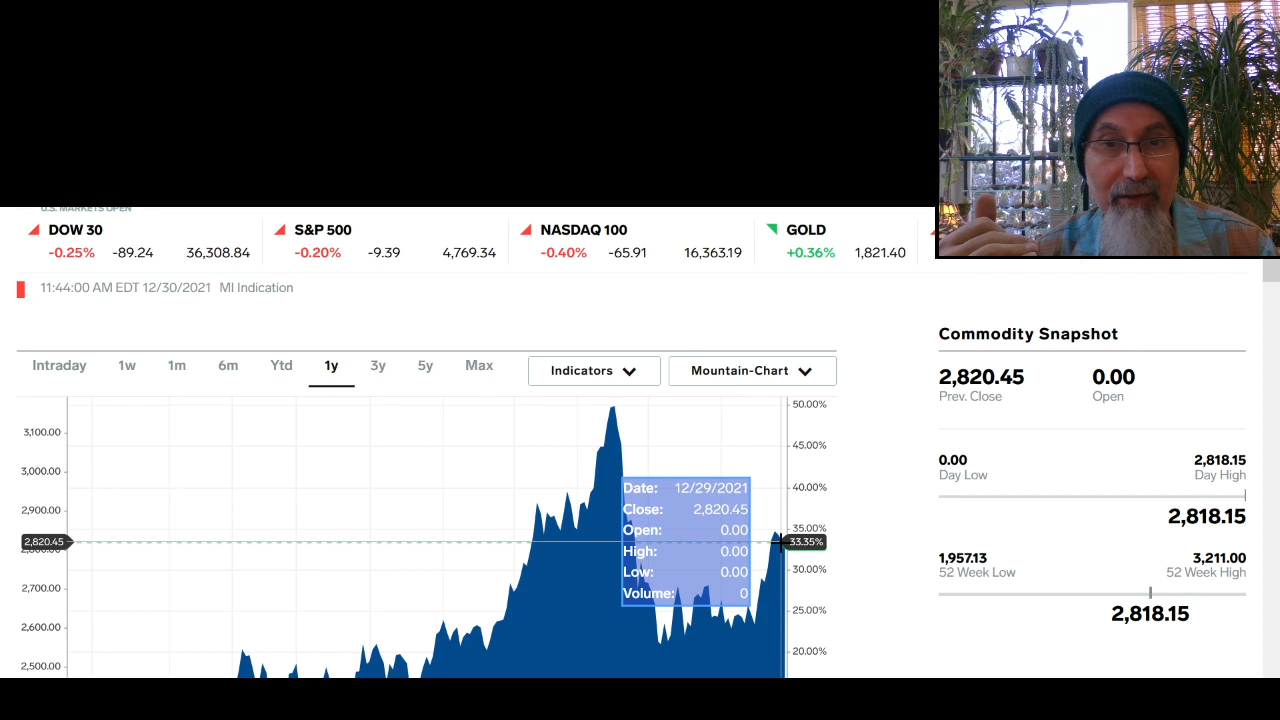 U.S. MARKETS OPEN
DOW 30
-0.25% -89.24 36,308.84
S&P 500
-0.20% -9.39 4,769.34
NASDAQ 100
-0.40% -65.91 16,363.19
GOLD
+0.36% 1,821.40
11:44:00 AM EDT 12/30/2021 MI Indication
Intraday 1w 1m 6m Ytd 1y 3y 5y Max
Indicators
Mountain-Chart
3,100.00
3,000.00
2,900.00
2,820.45
2,800.00
2,700.00
2,600.00
2,500.00
50.00%
45.00%
40.00%
35.00%
33.35%
30.00%
25.00%
20.00%
Date: 12/29/2021
Close: 2,820.45
Open: 0.00
High: 0.00
Low: 0.00
Volume: 0
Commodity Snapshot
2,820.45 0.00
Prev. Close Open
0.00 2,818.15
Day Low Day High
2,818.15
1,957.13 3,211.00
52 Week Low 52 Week High
2,818.15